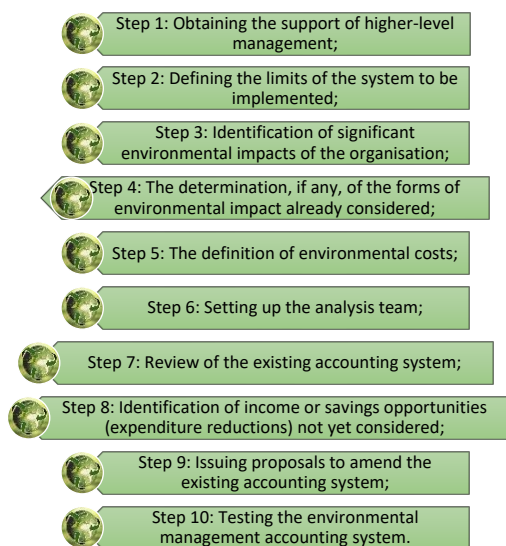 Step 1: Obtaining the support of higher-level
management;
Step 2: Defining the limits of the system to be
implemented;
Step 3: Identification of significant
environmental impacts of the organisation;
Step 4: The determination, if any, of the forms of
environmental impact already considered;
Step 5: The definition of environmental costs;
Step 6: Setting up the analysis team;
Step 7: Review of the existing accounting system;
Step 8: Identification of income or savings opportunities
(expenditure reductions) not yet considered;
Step 9: Issuing proposals to amend the
existing accounting system;
Step 10: Testing the environmental
management accounting system.